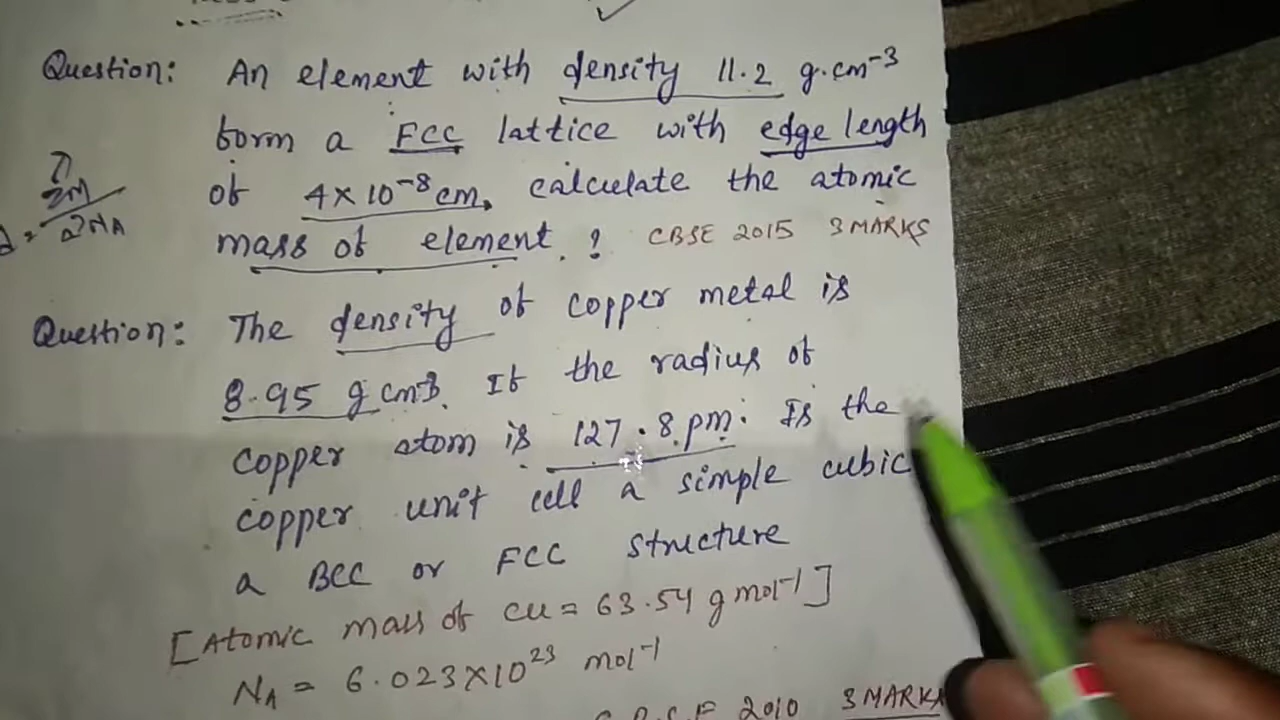 Question: An element with density 11.2 g.cm⁻³
form a FCC lattice with edge length
of 4×10⁻⁸ cm, calculate the atomic
mass of element. ? CBSE 2015 3 MARKS
d = ZM / a³NA
Question: The density of copper metal is
8.95 g cm³. If the radius of
copper atom is 127.8 pm. Is the
copper unit cell a simple cubic
a BCC or FCC structure
[Atomic mass of cu = 63.54 g mol⁻¹]
NA = 6.023×10²³ mol⁻¹
C.B.S.E 2010 3 MARKS